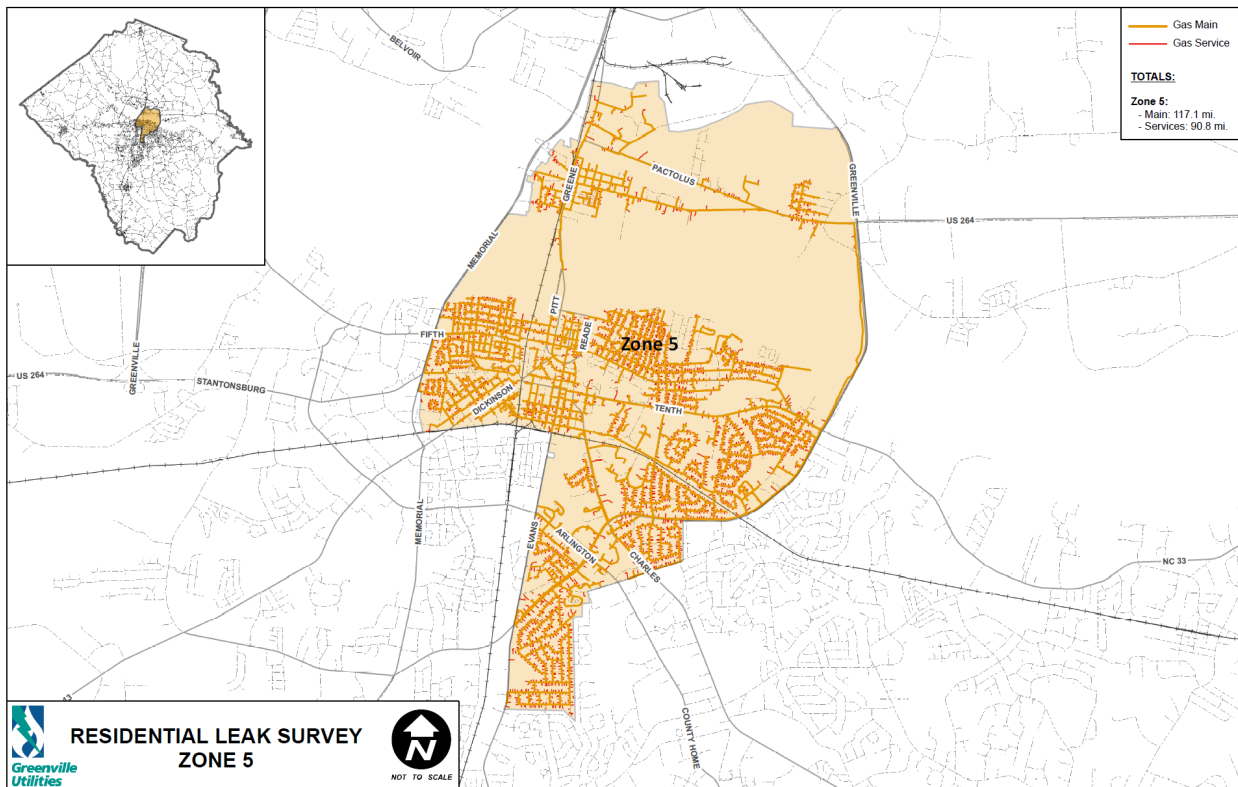 BELVOIR
Gas Main
Gas Service
TOTALS:
Zone 5:
- Main: 117.1 mi.
- Services: 90.8 mi.
PACTOLUS
GREENE
GREENVILLE
US 264
MEMORIAL
PITT
READE
FIFTH
Zone 5
GREENVILLE
US 264
STANTONSBURG
DICKINSON
TENTH
MEMORIAL
EVANS
ARLINGTON
CHARLES
NC 33
COUNTY HOME
Greenville
Utilities
RESIDENTIAL LEAK SURVEY
ZONE 5
N
NOT TO SCALE